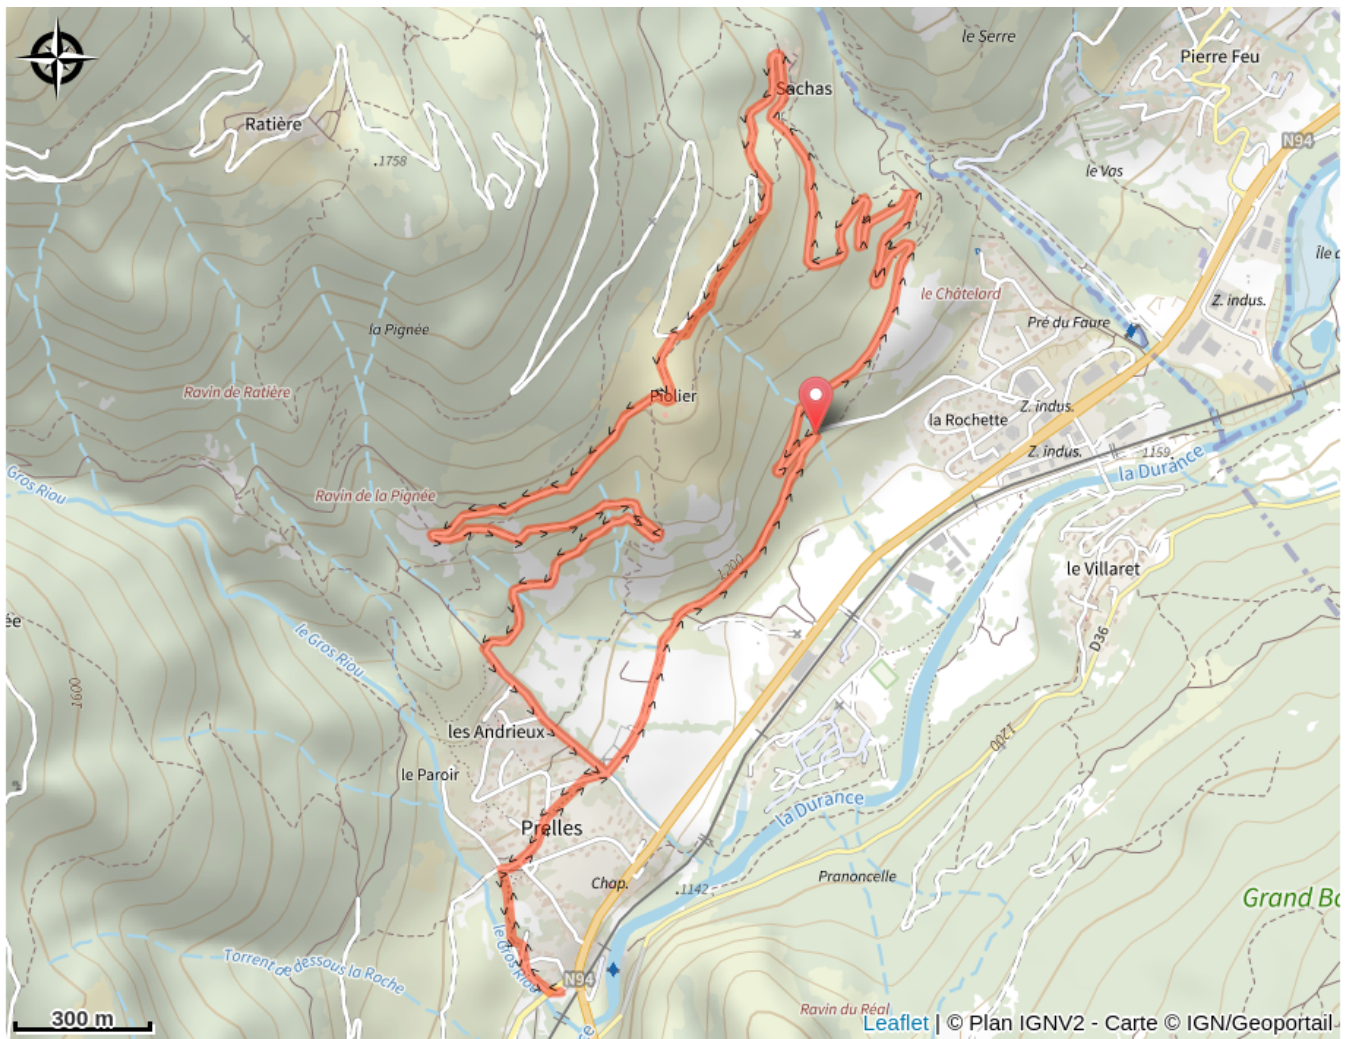 le Serre
Pierre Feu
Sachas
Ratière
N94
.1758
le Vas
Île d
le Châtelard
Z. indus.
la Pignée
Pré du Faure
Ravin de Ratière
Piolier
Z. indus.
la Rochette
Z. indus.
1159
la Durance
Gros Riou
Ravin de la Pignée
1200
le Villaret
ée
le Gros Riou
D36
1600
les Andrieux
1200
le Paroir
la Durance
Prelles
Chap.
.1142
Pranoncelle
Grand Bo
le Gros Riou
Torrent de dessous la Roche
N94
Ravin du Réal
300 m
Leaflet | © Plan IGNV2 - Carte © IGN/Geoportail